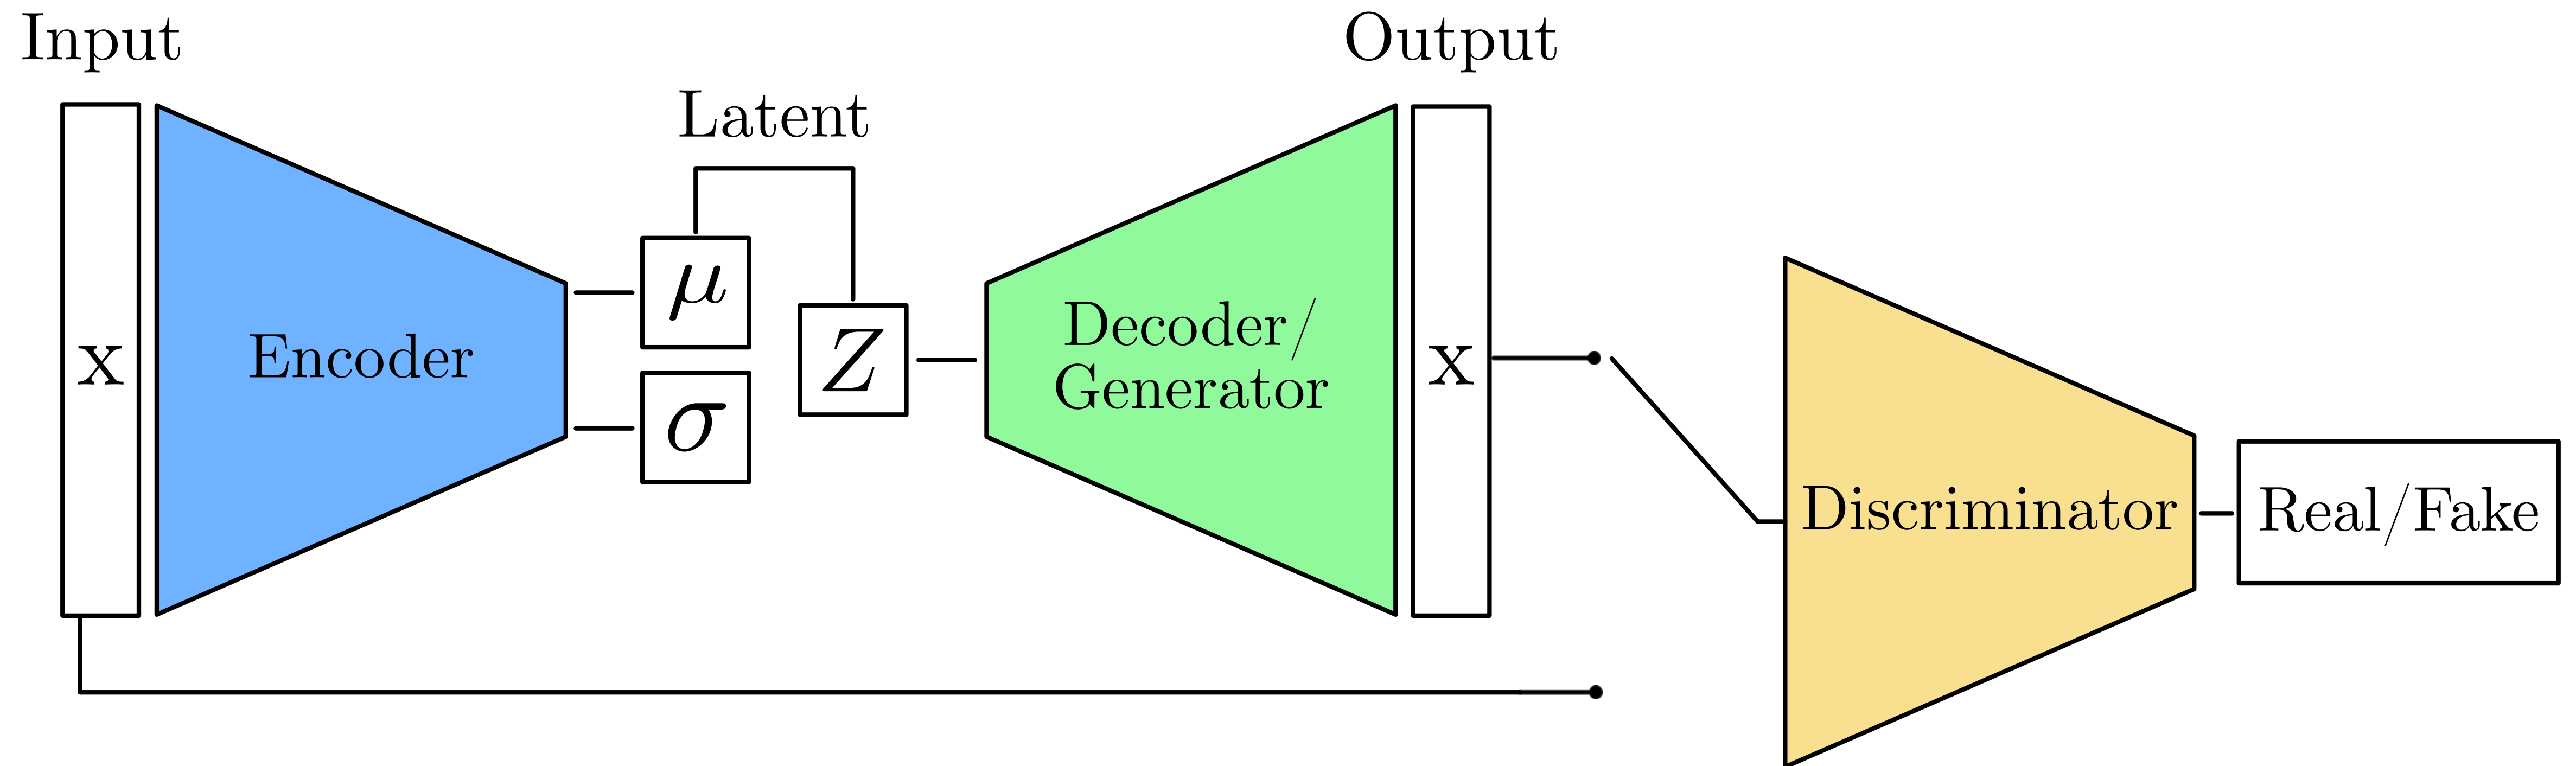 Input
x
Encoder
Latent
μ
σ
Z
Decoder/
Generator
Output
x
Discriminator
Real/Fake